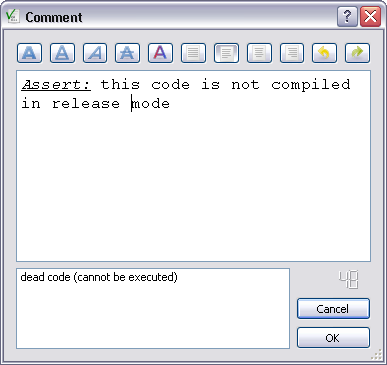 Comment
A A A A A
Assert: this code is not compiled
in release mode
dead code (cannot be executed)
48
Cancel
OK